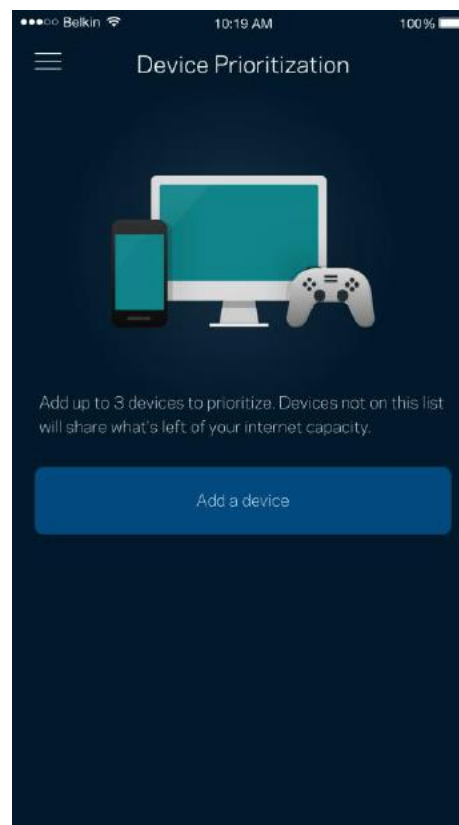 Belkin 10:19 AM 100%
Device Prioritization
Add up to 3 devices to prioritize. Devices not on this list
will share what's left of your internet capacity.
Add a device